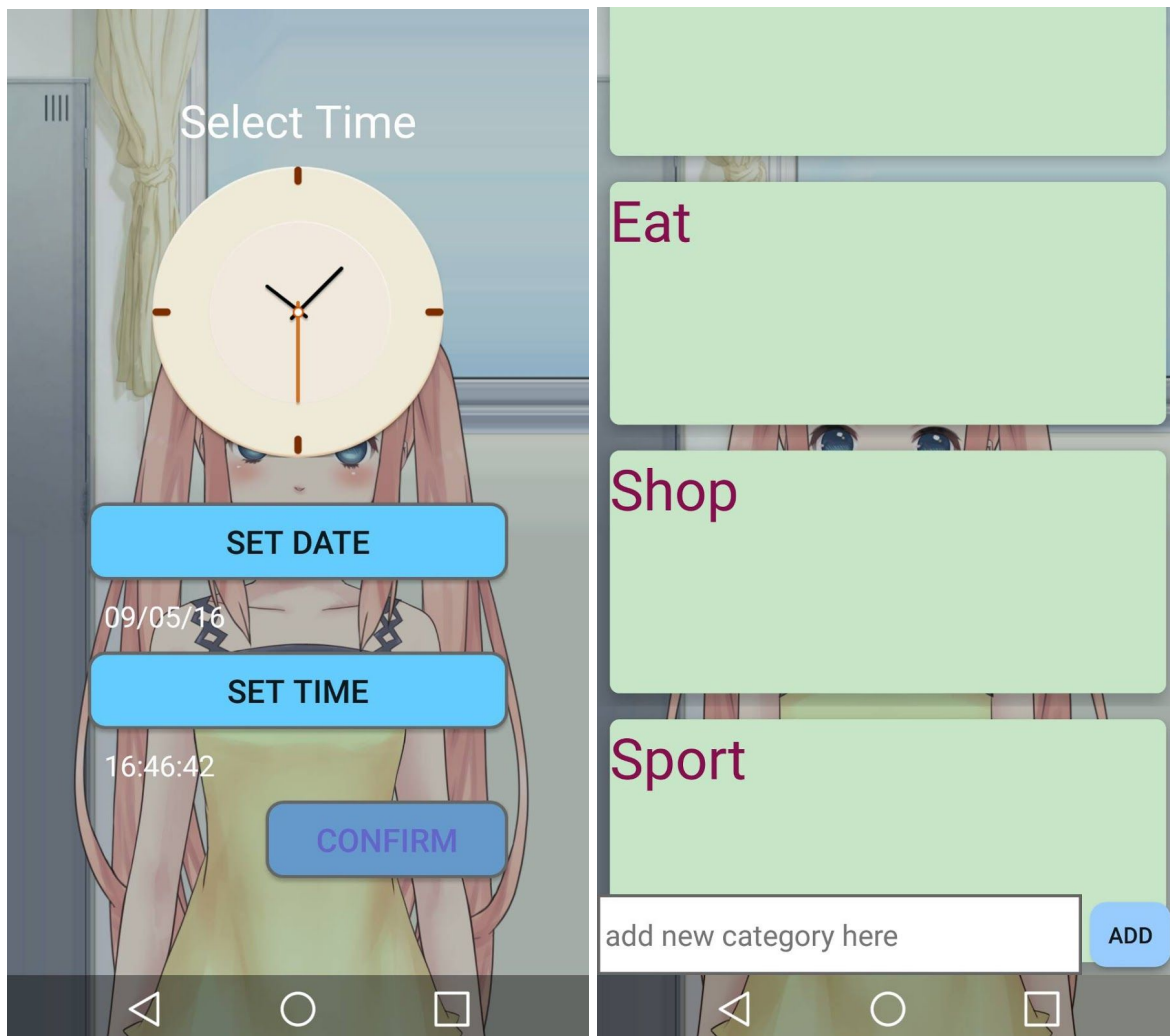 Select Time
SET DATE
09/05/16
SET TIME
16:46:42
CONFIRM
Eat
Shop
Sport
add new category here
ADD